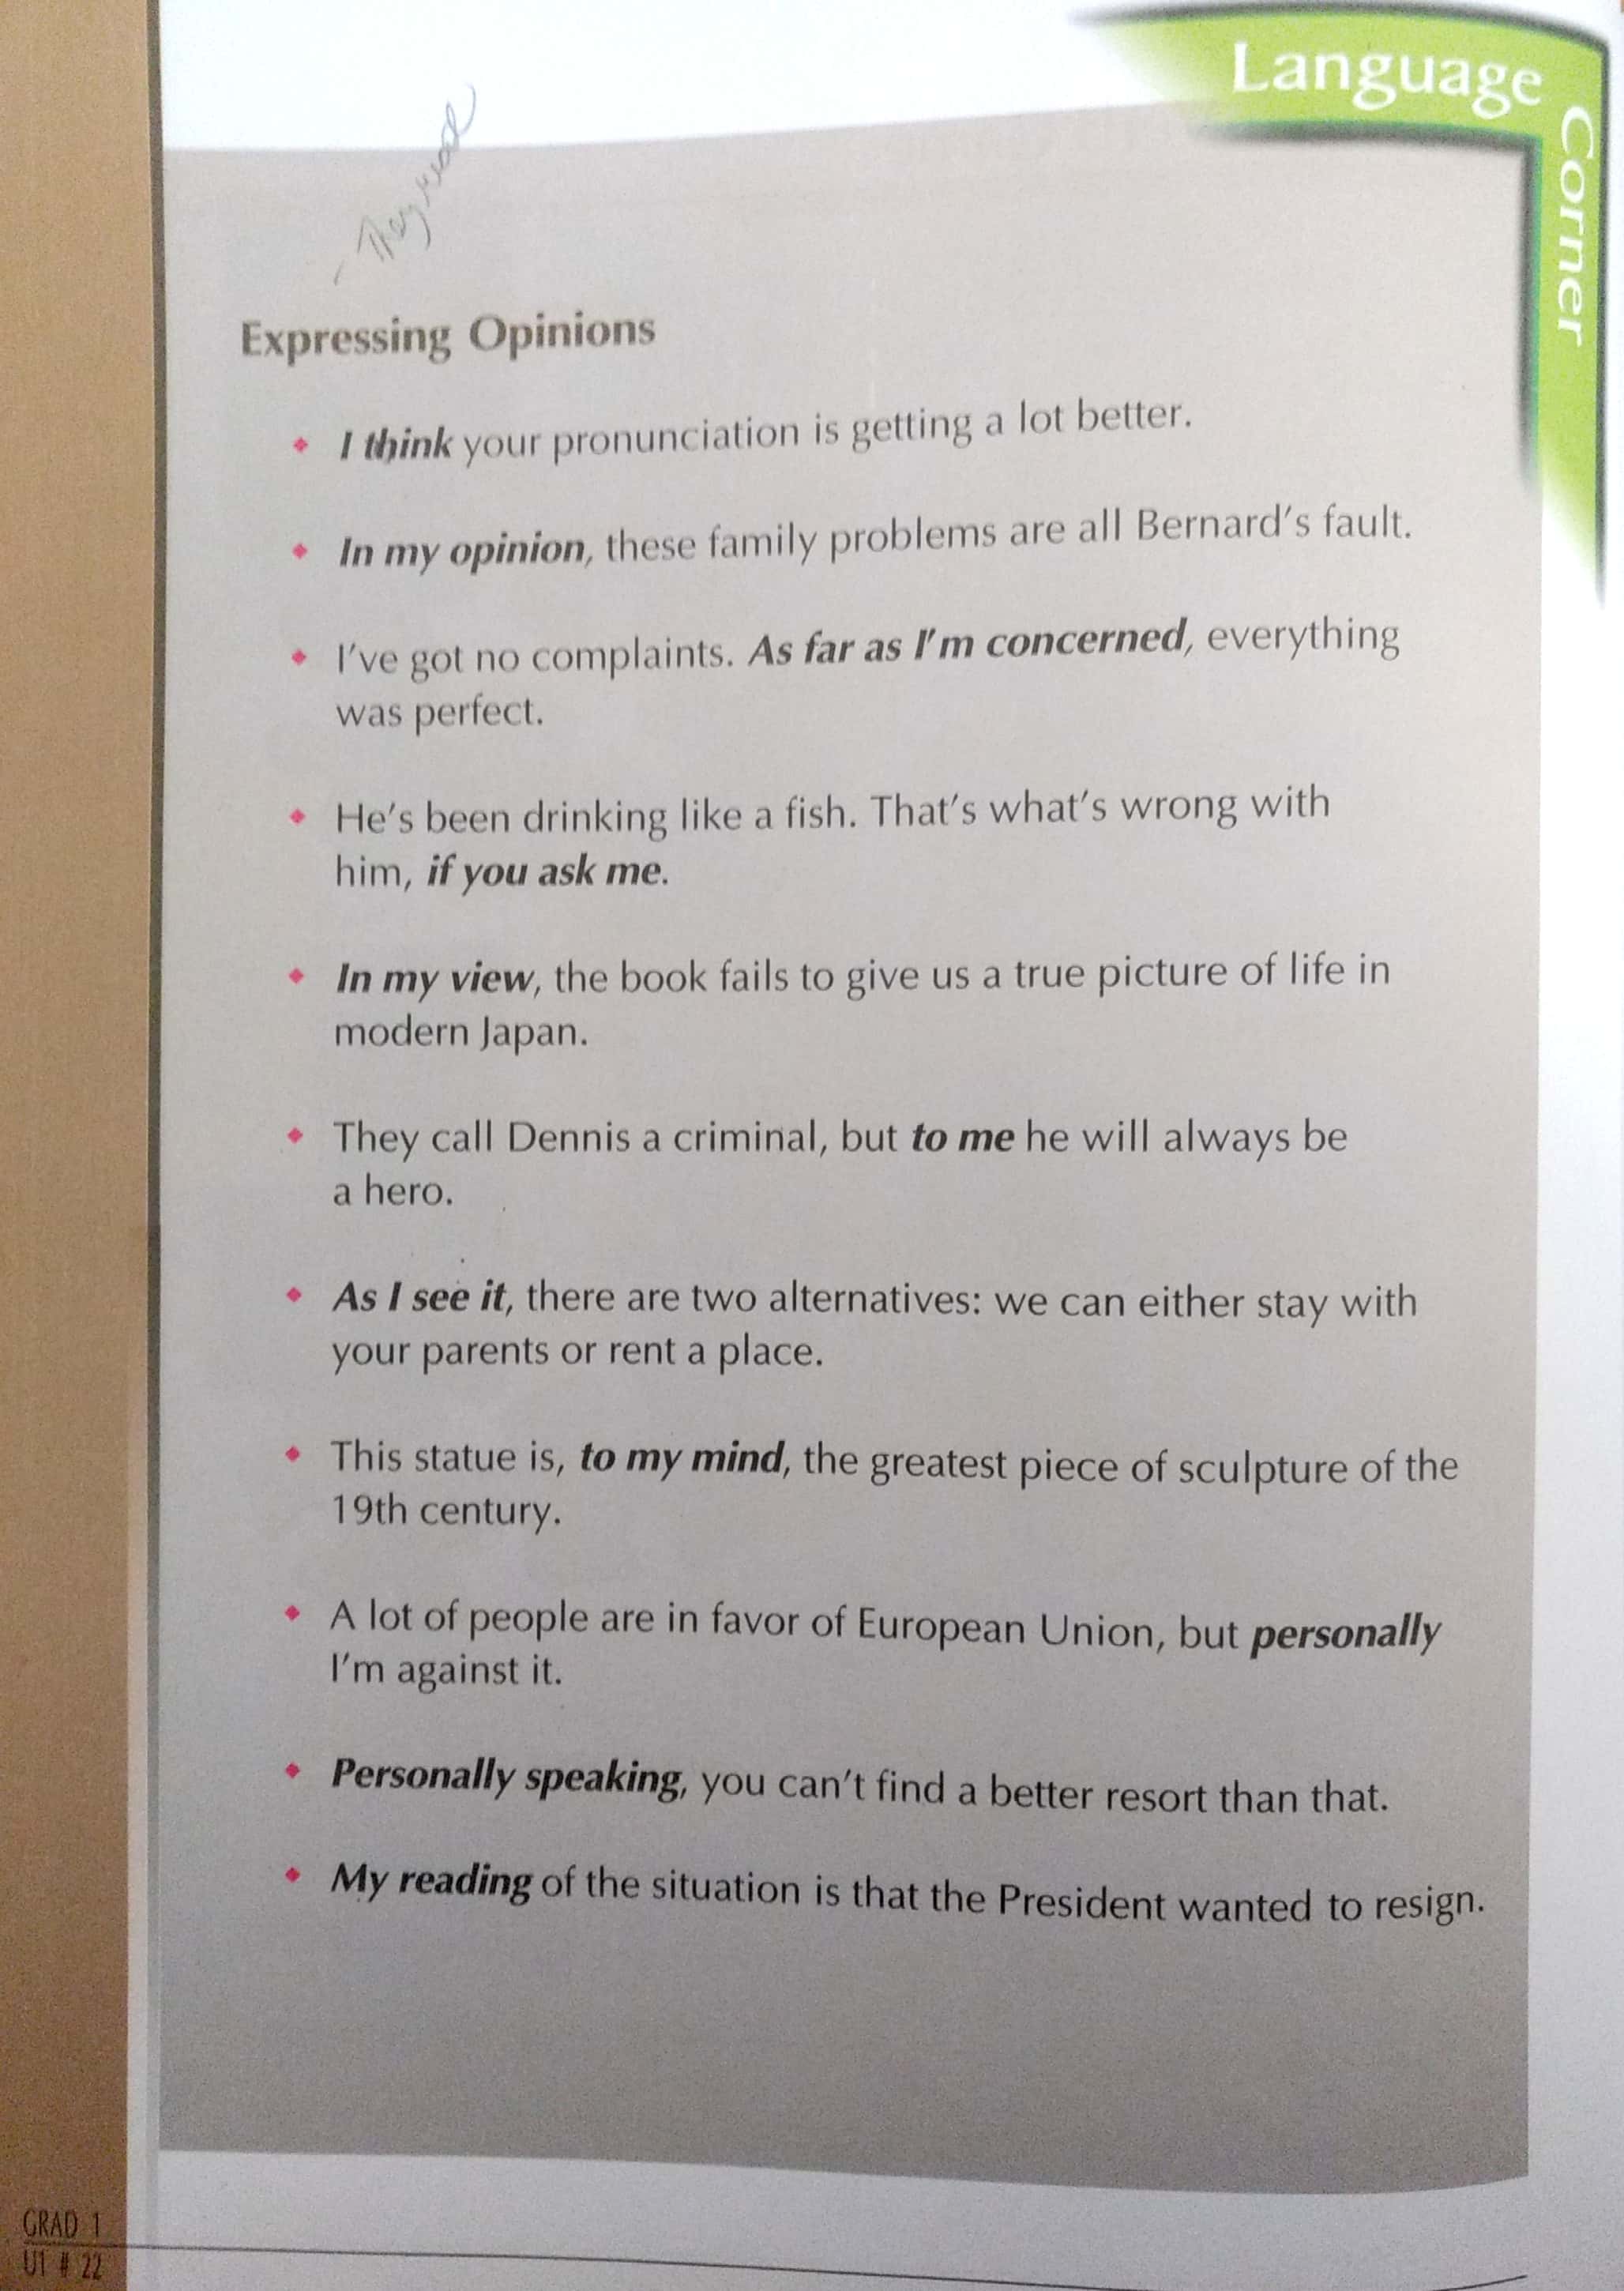 Language
Corner
They read
Expressing Opinions
• I think your pronunciation is getting a lot better.
• In my opinion, these family problems are all Bernard's fault.
• I've got no complaints. As far as I'm concerned, everything
was perfect.
• He's been drinking like a fish. That's what's wrong with
him, if you ask me.
• In my view, the book fails to give us a true picture of life in
modern Japan.
• They call Dennis a criminal, but to me he will always be
a hero.
• As I see it, there are two alternatives: we can either stay with
your parents or rent a place.
• This statue is, to my mind, the greatest piece of sculpture of the
19th century.
• A lot of people are in favor of European Union, but personally
I'm against it.
• Personally speaking, you can't find a better resort than that.
• My reading of the situation is that the President wanted to resign.
GRAD 1
U1 # 22